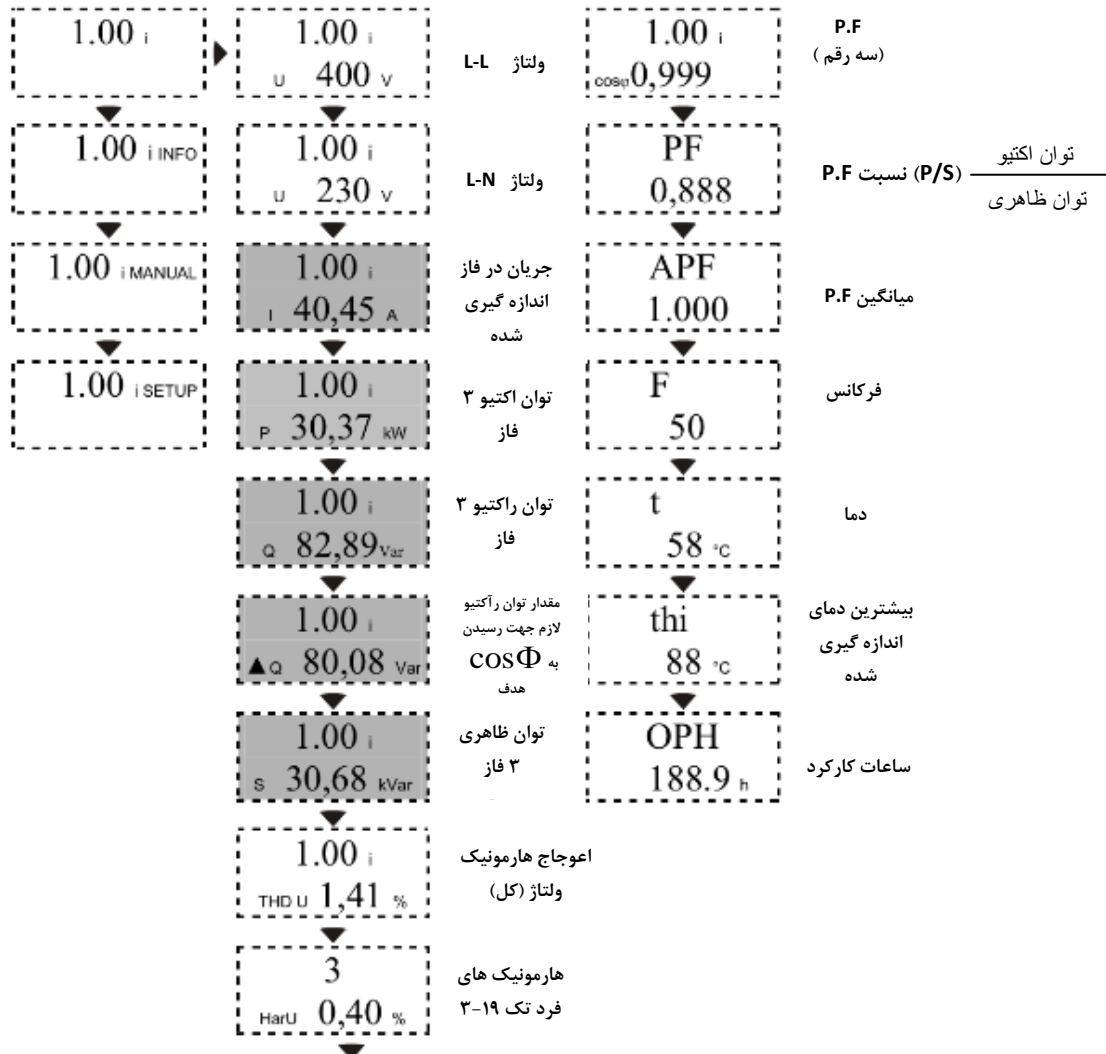 1.00 i
1.00 i INFO
1.00 i MANUAL
1.00 i SETUP
1.00 i
U 400 V
ولتاژ L-L
1.00 i
U 230 V
ولتاژ L-N
1.00 i
I 40,45 A
جریان در فاز
اندازه گیری
شده
1.00 i
P 30,37 kW
توان اکتیو ۳
فاز
1.00 i
Q 82,89 Var
توان راکتیو ۳
فاز
1.00 i
▲Q 80,08 Var
مقدار توان رآکتیو
لازم جهت رسیدن
به cosΦ
هدف
1.00 i
S 30,68 kVar
توان ظاهری
۳ فاز
1.00 i
THD U 1,41 %
اعوجاج هارمونیک
ولتاژ (کل)
3
HarU 0,40 %
هارمونیک های
فرد تک ۱۹-۳
1.00 i
cosφ 0,999
P.F
(سه رقم )
PF
0,888
P.F نسبت (P/S)
توان اکتیو
توان ظاهری
APF
1.000
میانگین P.F
F
50
فرکانس
t
58 °C
دما
thi
88 °C
بیشترین دمای
اندازه گیری
شده
OPH
188.9 h
ساعات کارکرد